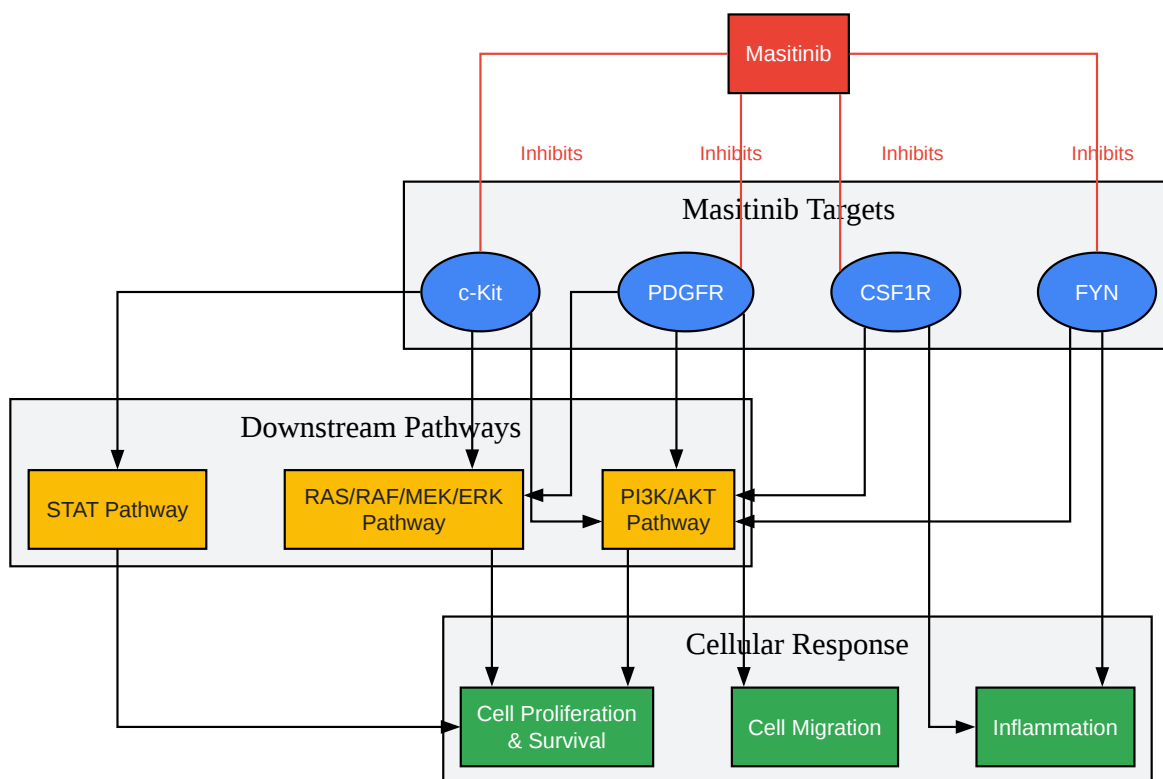 Masitinib
Inhibits
Inhibits
Inhibits
Inhibits
Masitinib Targets
c-Kit
PDGFR
CSF1R
FYN
Downstream Pathways
STAT Pathway
RAS/RAF/MEK/ERK
Pathway
PI3K/AKT
Pathway
Cellular Response
Cell Proliferation
& Survival
Cell Migration
Inflammation